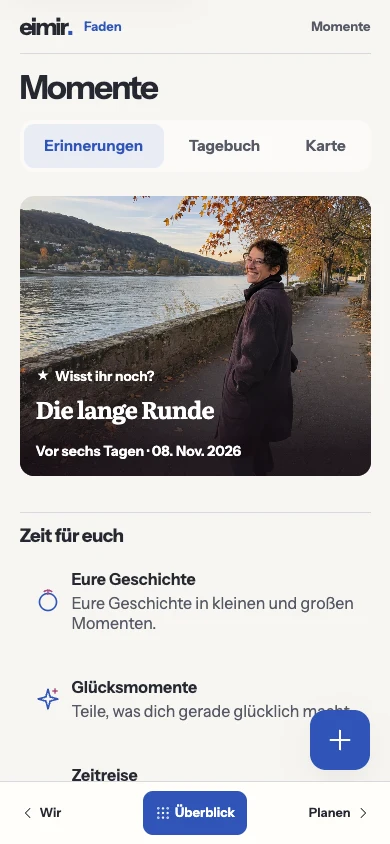 eimir. Faden Momente
Momente
Erinnerungen Tagebuch Karte
★ Wisst ihr noch?
Die lange Runde
Vor sechs Tagen · 08. Nov. 2026
Zeit für euch
Eure Geschichte
Eure Geschichte in kleinen und großen
Momenten.
Glücksmomente
Teile, was dich gerade glücklich macht.
Zeitreise
Wir Überblick Planen